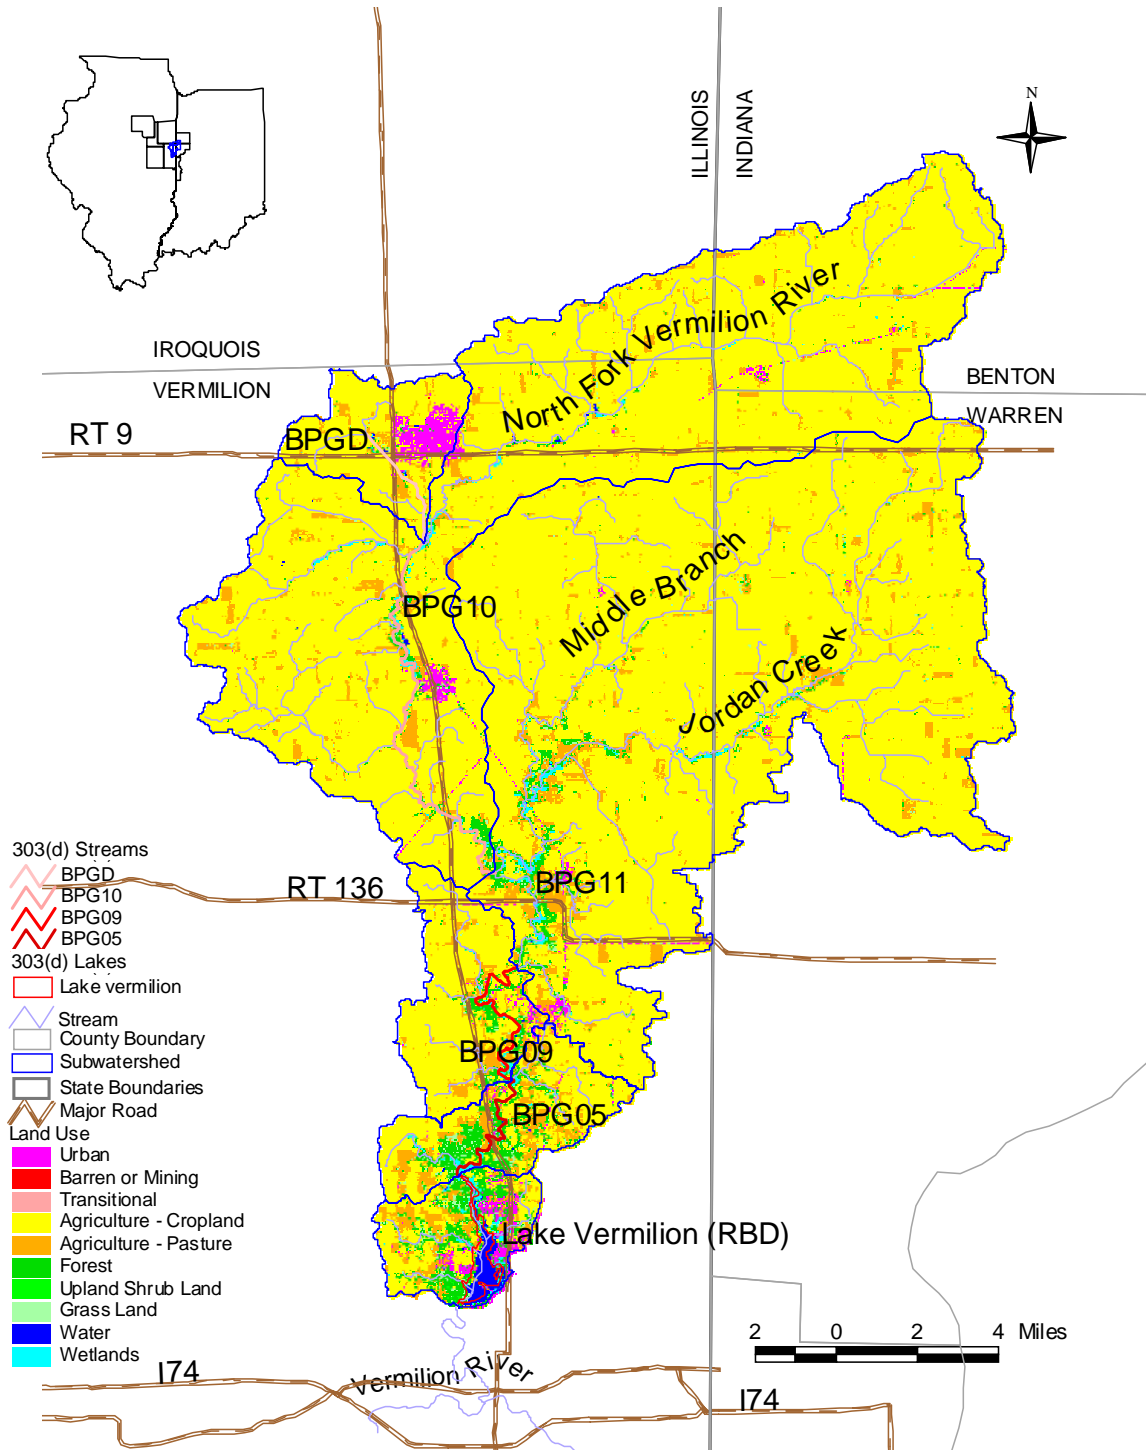 ILLINOIS
INDIANA
N
North Fork Vermilion River
IROQUOIS
VERMILION
BENTON
WARREN
RT 9
BPGD
Middle Branch
BPG10
Jordan Creek
RT 136
BPG11
BPG09
BPG05
Lake Vermilion (RBD)
303(d) Streams
BPGD
BPG10
BPG09
BPG05
303(d) Lakes
Lake vermilion
Stream
County Boundary
Subwatershed
State Boundaries
Major Road
Land Use
Urban
Barren or Mining
Transitional
Agriculture - Cropland
Agriculture - Pasture
Forest
Upland Shrub Land
Grass Land
Water
Wetlands
2 0 2 4 Miles
I74
Vermilion River
I74